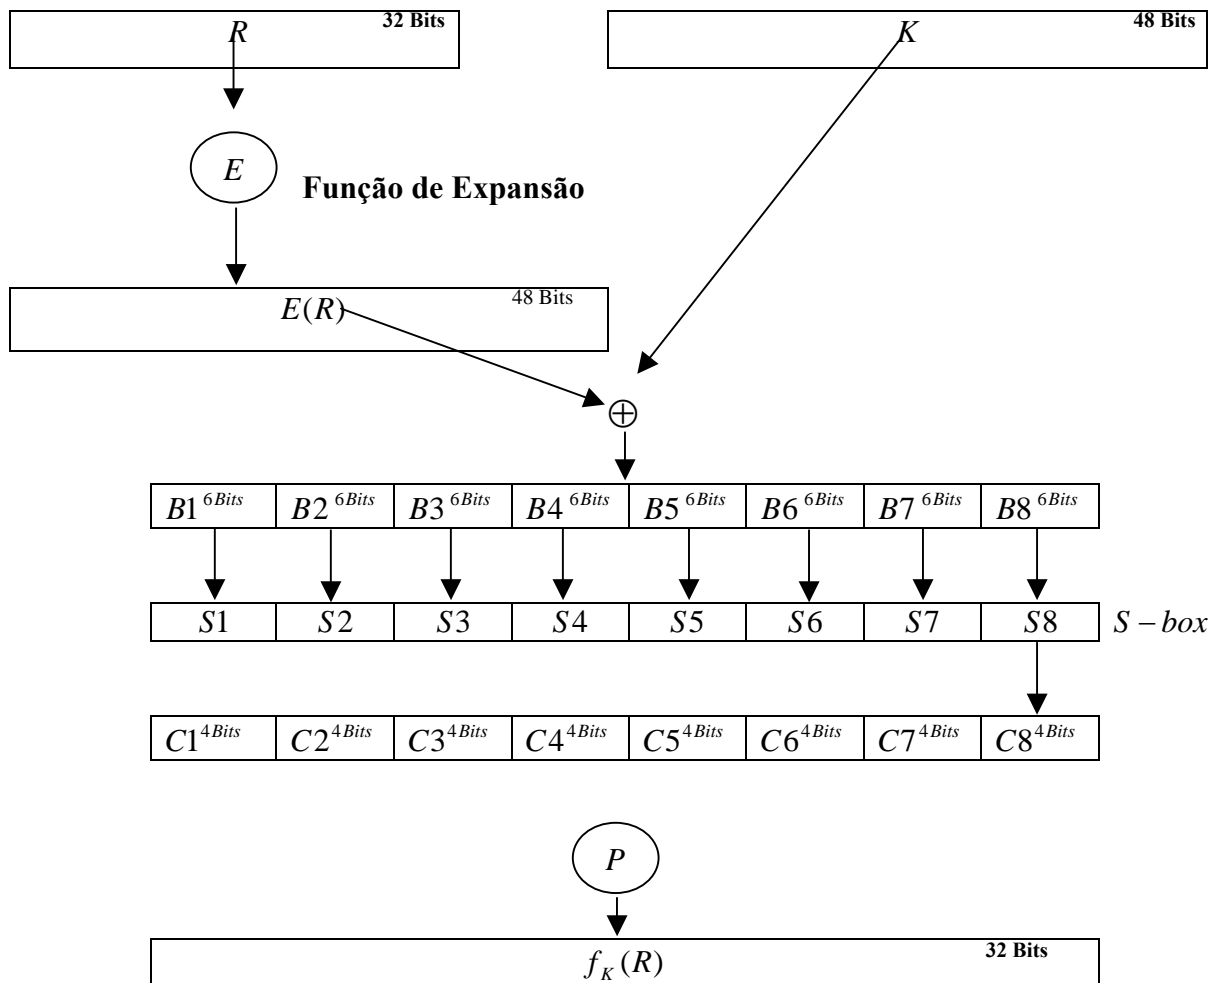 R 32 Bits
K 48 Bits
E
Função de Expansão
E(R) 48 Bits
⊕
B1 6Bits B2 6Bits B3 6Bits B4 6Bits B5 6Bits B6 6Bits B7 6Bits B8 6Bits
S1 S2 S3 S4 S5 S6 S7 S8 S – box
C1 4Bits C2 4Bits C3 4Bits C4 4Bits C5 4Bits C6 4Bits C7 4Bits C8 4Bits
P
f_K(R) 32 Bits